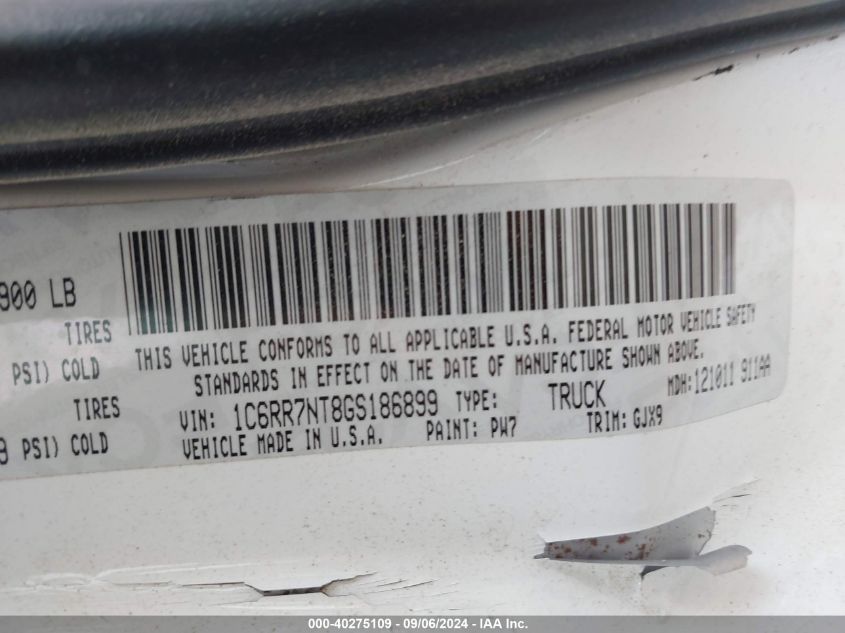 900 LB
TIRES
PSI) COLD
TIRES
PSI) COLD
THIS VEHICLE CONFORMS TO ALL APPLICABLE U.S.A. FEDERAL MOTOR VEHICLE SAFETY
STANDARDS IN EFFECT ON THE DATE OF MANUFACTURE SHOWN ABOVE.
VIN: 1C6RR7NT8GS186899 TYPE: TRUCK MDH:121011 911AA
VEHICLE MADE IN U.S.A. PAINT: PW7 TRIM: GJX9
000-40275109 - 09/06/2024 - IAA Inc.